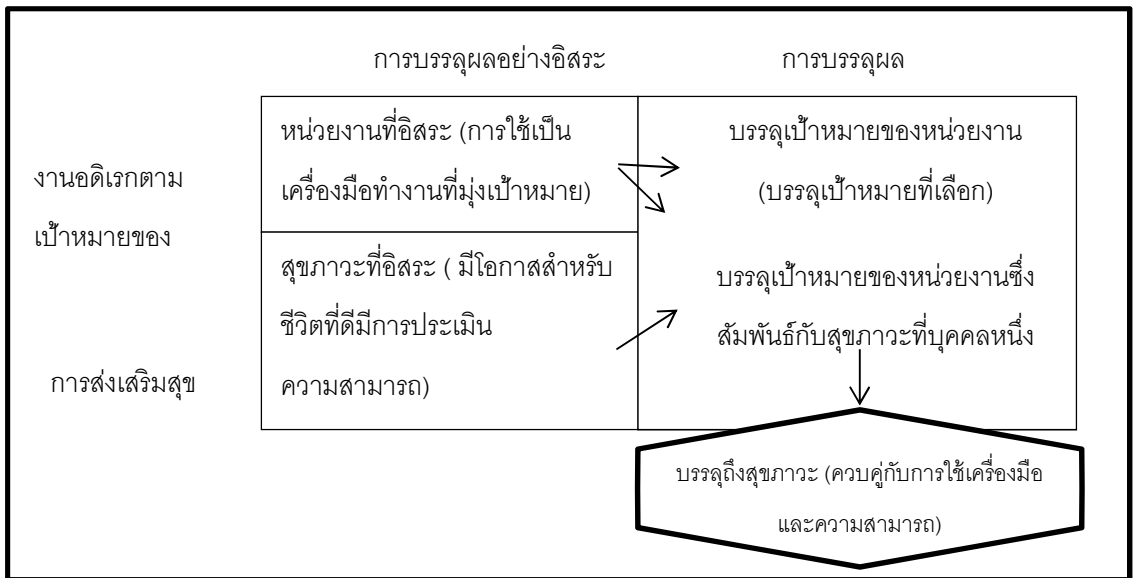 การบรรลุผลอย่างอิสระ การบรรลุผล
งานอดิเรกตาม
เป้าหมายของ
หน่วยงานที่อิสระ (การใช้เป็น
เครื่องมือทำงานที่มุ่งเป้าหมาย)
บรรลุเป้าหมายของหน่วยงาน
(บรรลุเป้าหมายที่เลือก)
การส่งเสริมสุข
สุขภาวะที่อิสระ ( มีโอกาสสำหรับ
ชีวิตที่ดีมีการประเมิน
ความสามารถ)
บรรลุเป้าหมายของหน่วยงานซึ่ง
สัมพันธ์กับสุขภาวะที่บุคคลหนึ่ง
บรรลุถึงสุขภาวะ (ควบคู่กับการใช้เครื่องมือ
และความสามารถ)